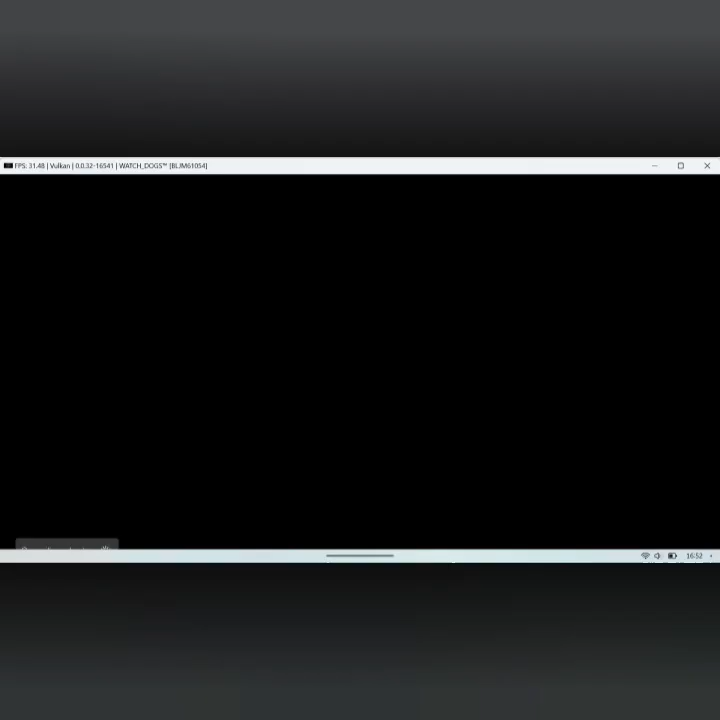 FPS: 31.48 | Vulkan | 0.0.32-16541 | WATCH_DOGS™ [BLJM61054]
16:52